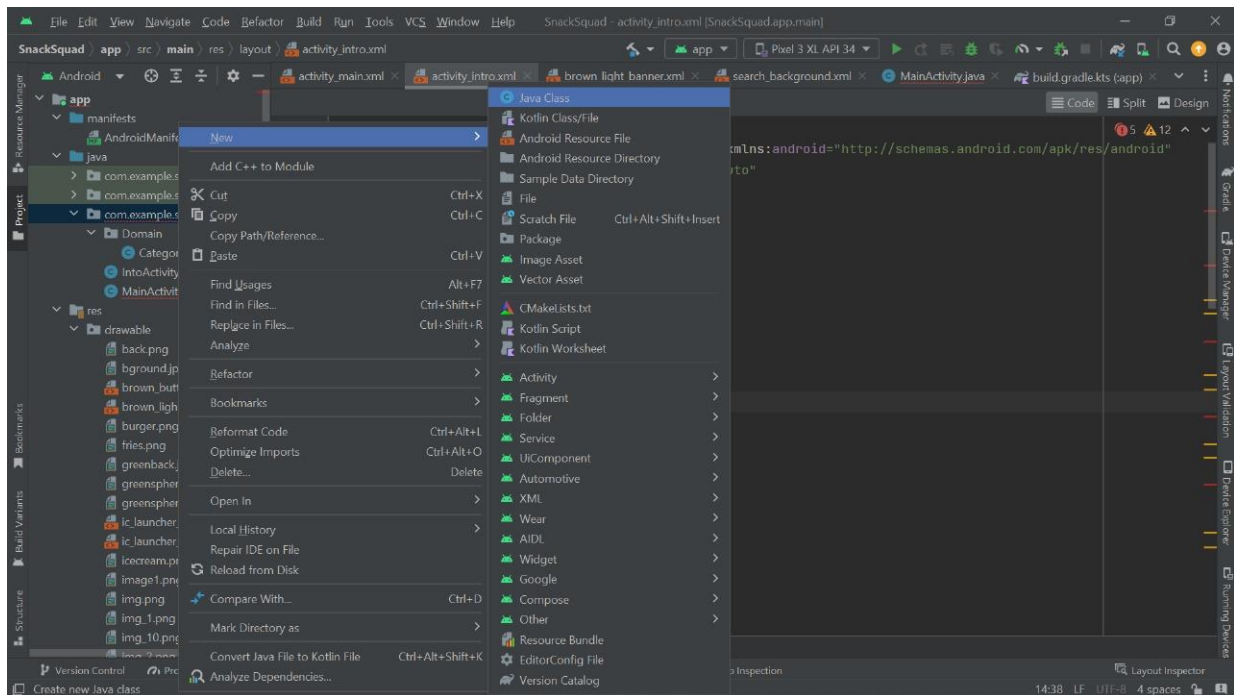 File Edit View Navigate Code Refactor Build Run Tools VCS Window Help SnackSquad - activity_intro.xml [SnackSquad.app.main]
SnackSquad app src main res layout activity_intro.xml app Pixel 3 XL API 34
Android activity_main.xml activity_intro.xml brown light banner.xml search_background.xml MainActivity.java build.gradle.kts (:app)
Code Split Design
5 12
Resource Manager
Project
Bookmarks
Build Variants
Structure
app
manifests
AndroidManife
java
com.example.s
com.example.s
com.example.s
Domain
Categor
IntoActivity
MainActivit
res
drawable
back.png
bground.jp
brown_butt
brown_ligh
burger.png
fries.png
greenback.j
greenspher
greenspher
ic_launcher_
ic_launcher_
icecream.pn
image1.png
img.png
img_1.png
img_10.png
img_2.png
New
Add C++ to Module
Cut Ctrl+X
Copy Ctrl+C
Copy Path/Reference...
Paste Ctrl+V
Find Usages Alt+F7
Find in Files... Ctrl+Shift+F
Replace in Files... Ctrl+Shift+R
Analyze
Refactor
Bookmarks
Reformat Code Ctrl+Alt+L
Optimize Imports Ctrl+Alt+O
Delete... Delete
Open In
Local History
Repair IDE on File
Reload from Disk
Compare With... Ctrl+D
Mark Directory as
Convert Java File to Kotlin File Ctrl+Alt+Shift+K
Analyze Dependencies...
Java Class
Kotlin Class/File
Android Resource File
Android Resource Directory
Sample Data Directory
File
Scratch File Ctrl+Alt+Shift+Insert
Package
Image Asset
Vector Asset
CMakeLists.txt
Kotlin Script
Kotlin Worksheet
Activity
Fragment
Folder
Service
UiComponent
Automotive
XML
Wear
AIDL
Widget
Google
Compose
Other
Resource Bundle
EditorConfig File
Version Catalog
xmlns:android="http://schemas.android.com/apk/res/android"
uto"
Notifications
Gradle
Device Manager
Layout Validation
Device Explorer
Running Devices
Version Control Pro p Inspection Layout Inspector
Create new Java class 14:38 LF UTF-8 4 spaces